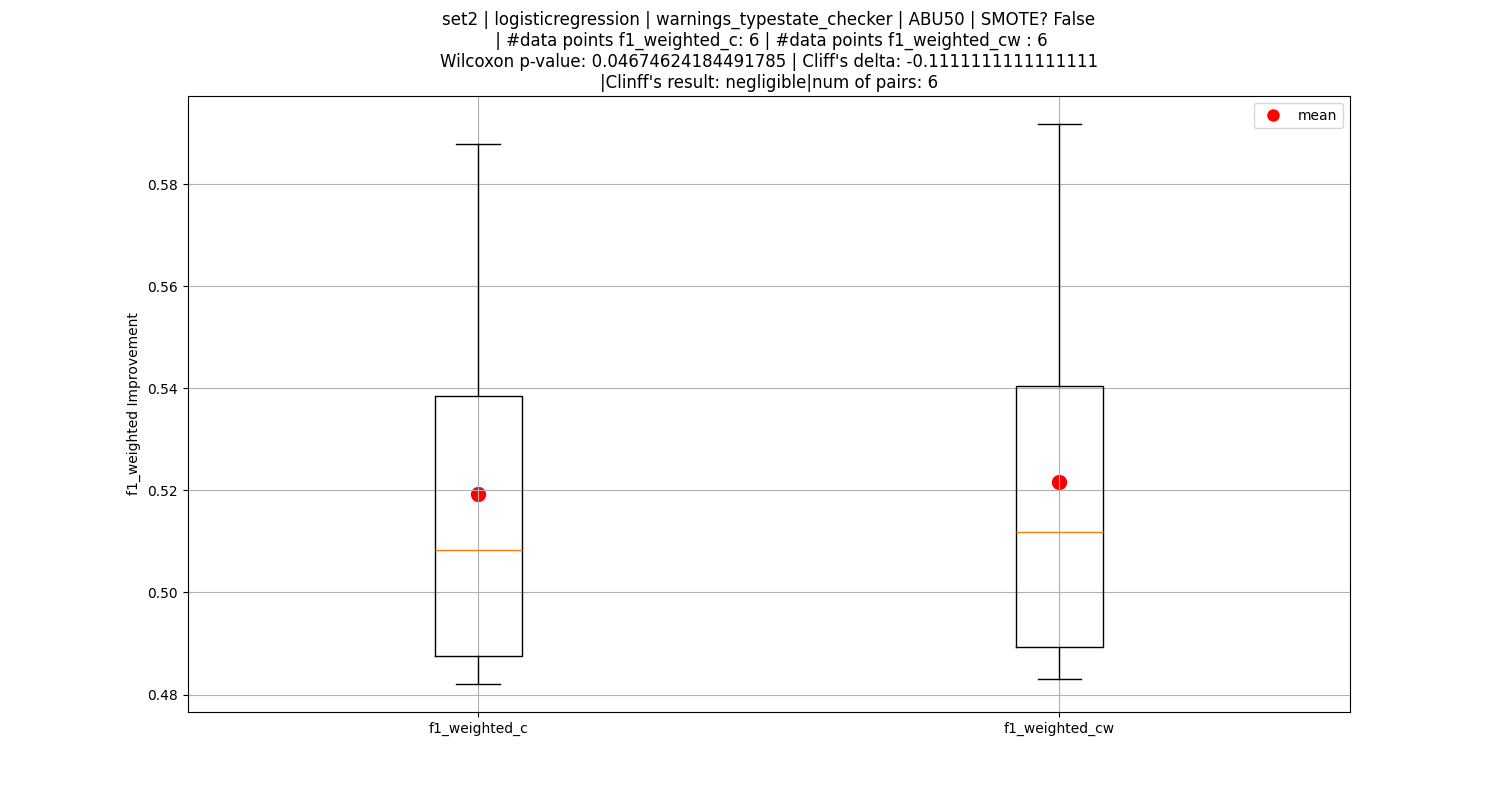 set2 | logisticregression | warnings_typestate_checker | ABU50 | SMOTE? False
| #data points f1_weighted_c: 6 | #data points f1_weighted_cw : 6
Wilcoxon p-value: 0.04674624184491785 | Cliff's delta: -0.1111111111111111
|Clinff's result: negligible|num of pairs: 6
mean
0.58
0.56
0.54
0.52
0.50
0.48
f1_weighted Improvement
f1_weighted_c
f1_weighted_cw